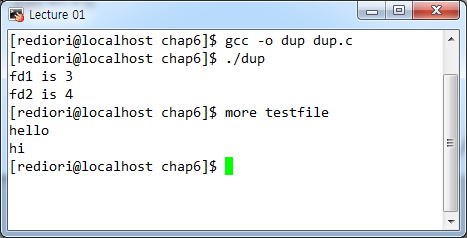 Lecture 01
[rediori@localhost chap6]$ gcc -o dup dup.c
[rediori@localhost chap6]$ ./dup
fd1 is 3
fd2 is 4
[rediori@localhost chap6]$ more testfile
hello
hi
[rediori@localhost chap6]$